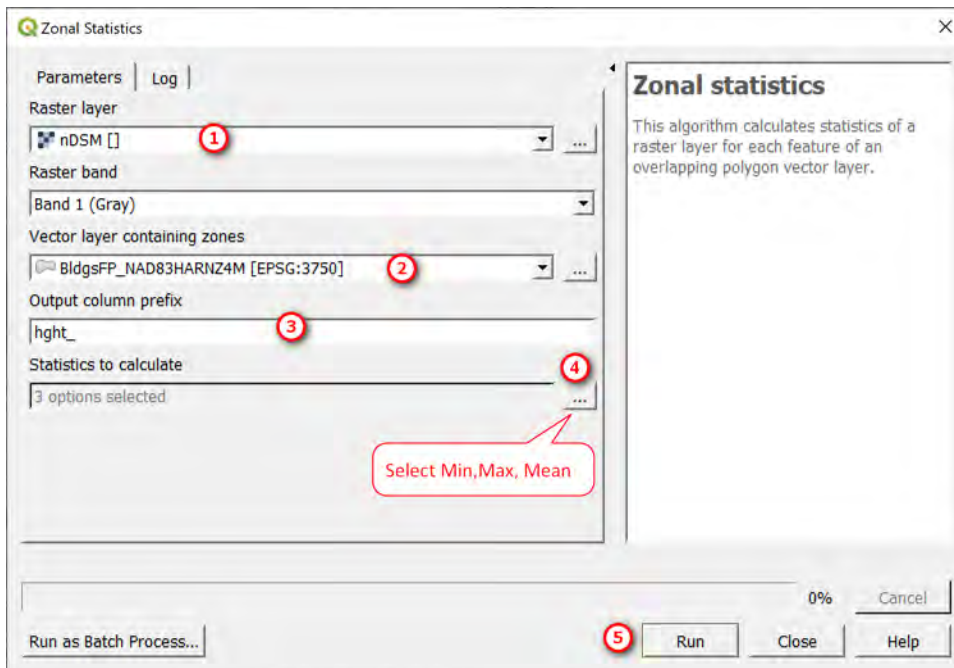 Zonal Statistics
Parameters
Log
Raster layer
nDSM []
1
...
Raster band
Band 1 (Gray)
Vector layer containing zones
BldgsFP_NAD83HARNZ4M [EPSG:3750]
2
...
Output column prefix
hght_
3
Statistics to calculate
4
3 options selected
...
Select Min,Max, Mean
Zonal statistics
This algorithm calculates statistics of a
raster layer for each feature of an
overlapping polygon vector layer.
0%
Cancel
Run as Batch Process...
5
Run
Close
Help